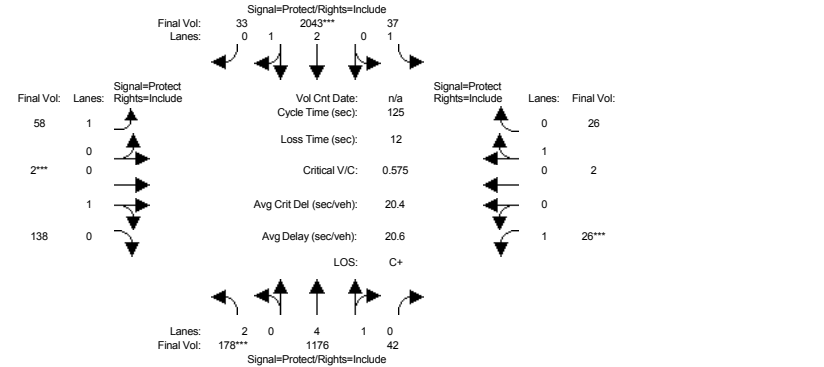 Signal=Protect/Rights=Include
Final Vol: 33 2043*** 37
Lanes: 0 1 2 0 1
Signal=Protect Signal=Protect
Final Vol: Lanes: Rights=Include Vol Cnt Date: n/a Rights=Include Lanes: Final Vol:
Cycle Time (sec): 125
58 1 0 26
Loss Time (sec): 12
0 1
2*** 0 Critical V/C: 0.575 0 2
1 Avg Crit Del (sec/veh): 20.4 0
138 0 Avg Delay (sec/veh): 20.6 1 26***
LOS: C+
Lanes: 2 0 4 1 0
Final Vol: 178*** 1176 42
Signal=Protect/Rights=Include